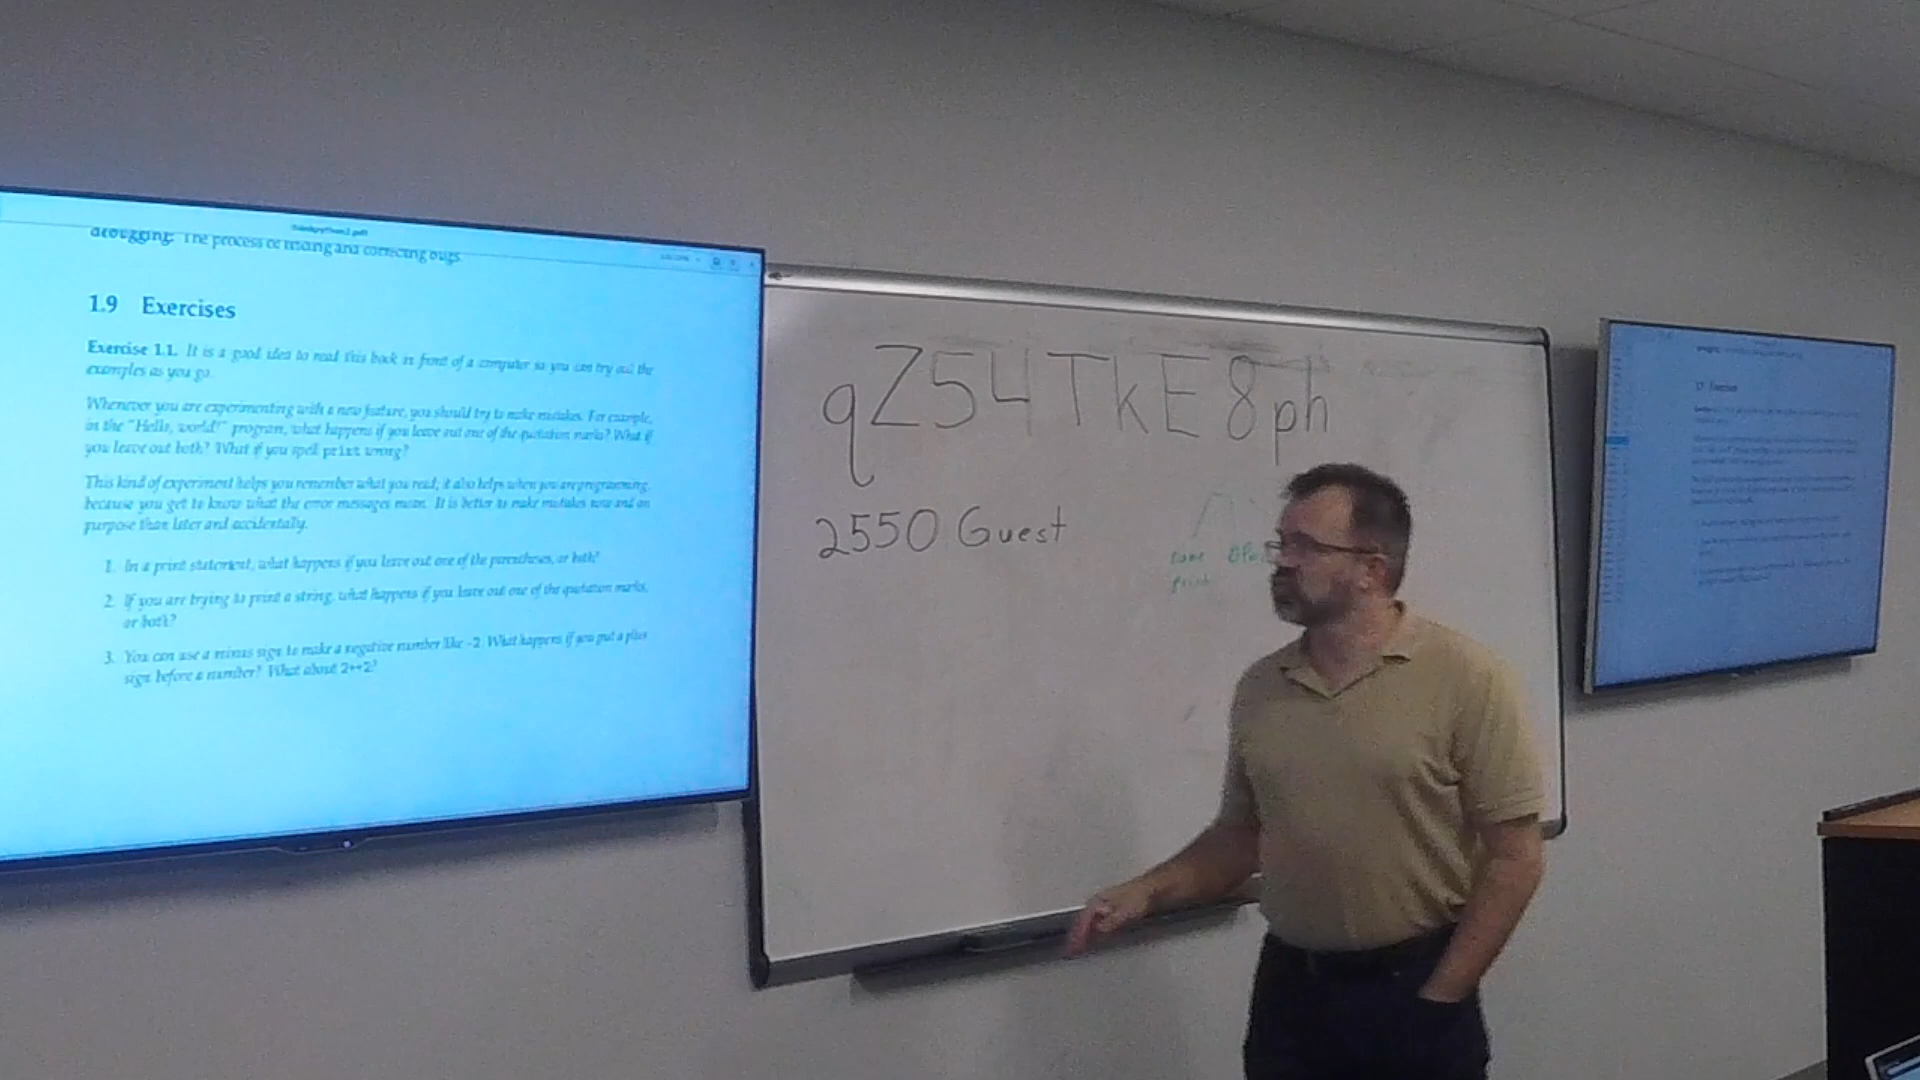 thinkpython2.pdf
debugging: The process of finding and correcting bugs.
1.9 Exercises
Exercise 1.1. It is a good idea to read this book in front of a computer so you can try out the
examples as you go.
Whenever you are experimenting with a new feature, you should try to make mistakes. For example,
in the "Hello, world!" program, what happens if you leave out one of the quotation marks? What if
you leave out both? What if you spell print wrong?
This kind of experiment helps you remember what you read; it also helps when you are programming,
because you get to know what the error messages mean. It is better to make mistakes now and on
purpose than later and accidentally.
1. In a print statement, what happens if you leave out one of the parentheses, or both?
2. If you are trying to print a string, what happens if you leave out one of the quotation marks,
or both?
3. You can use a minus sign to make a negative number like -2. What happens if you put a plus
sign before a number? What about 2++2?
qZ54TkE8ph
2550 Guest